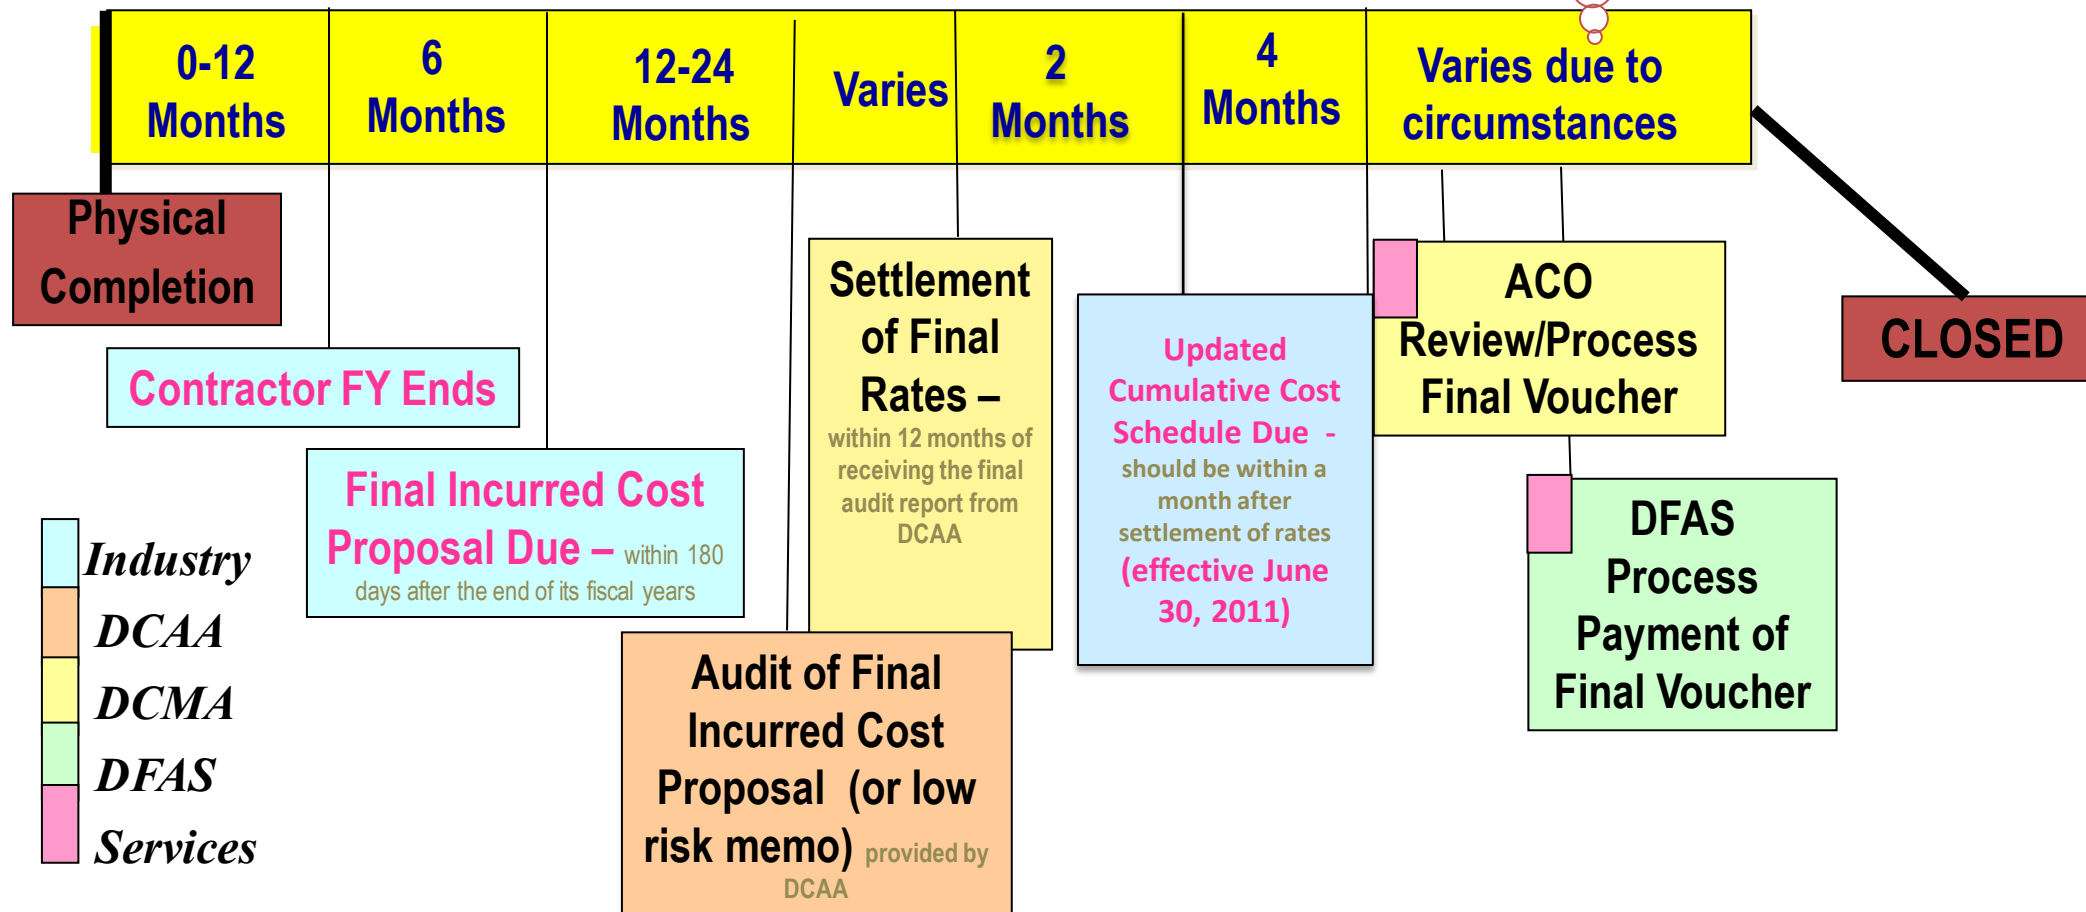 0-12
Months
6
Months
12-24
Months
Varies
2
Months
4
Months
Varies due to
circumstances
Physical
Completion
Contractor FY Ends
Final Incurred Cost
Proposal Due – within 180
days after the end of its fiscal years
Audit of Final
Incurred Cost
Proposal (or low
risk memo) provided by
DCAA
Settlement
of Final
Rates –
within 12 months of
receiving the final
audit report from
DCAA
Updated
Cumulative Cost
Schedule Due -
should be within a
month after
settlement of rates
(effective June
30, 2011)
ACO
Review/Process
Final Voucher
DFAS
Process
Payment of
Final Voucher
CLOSED
Industry
DCAA
DCMA
DFAS
Services